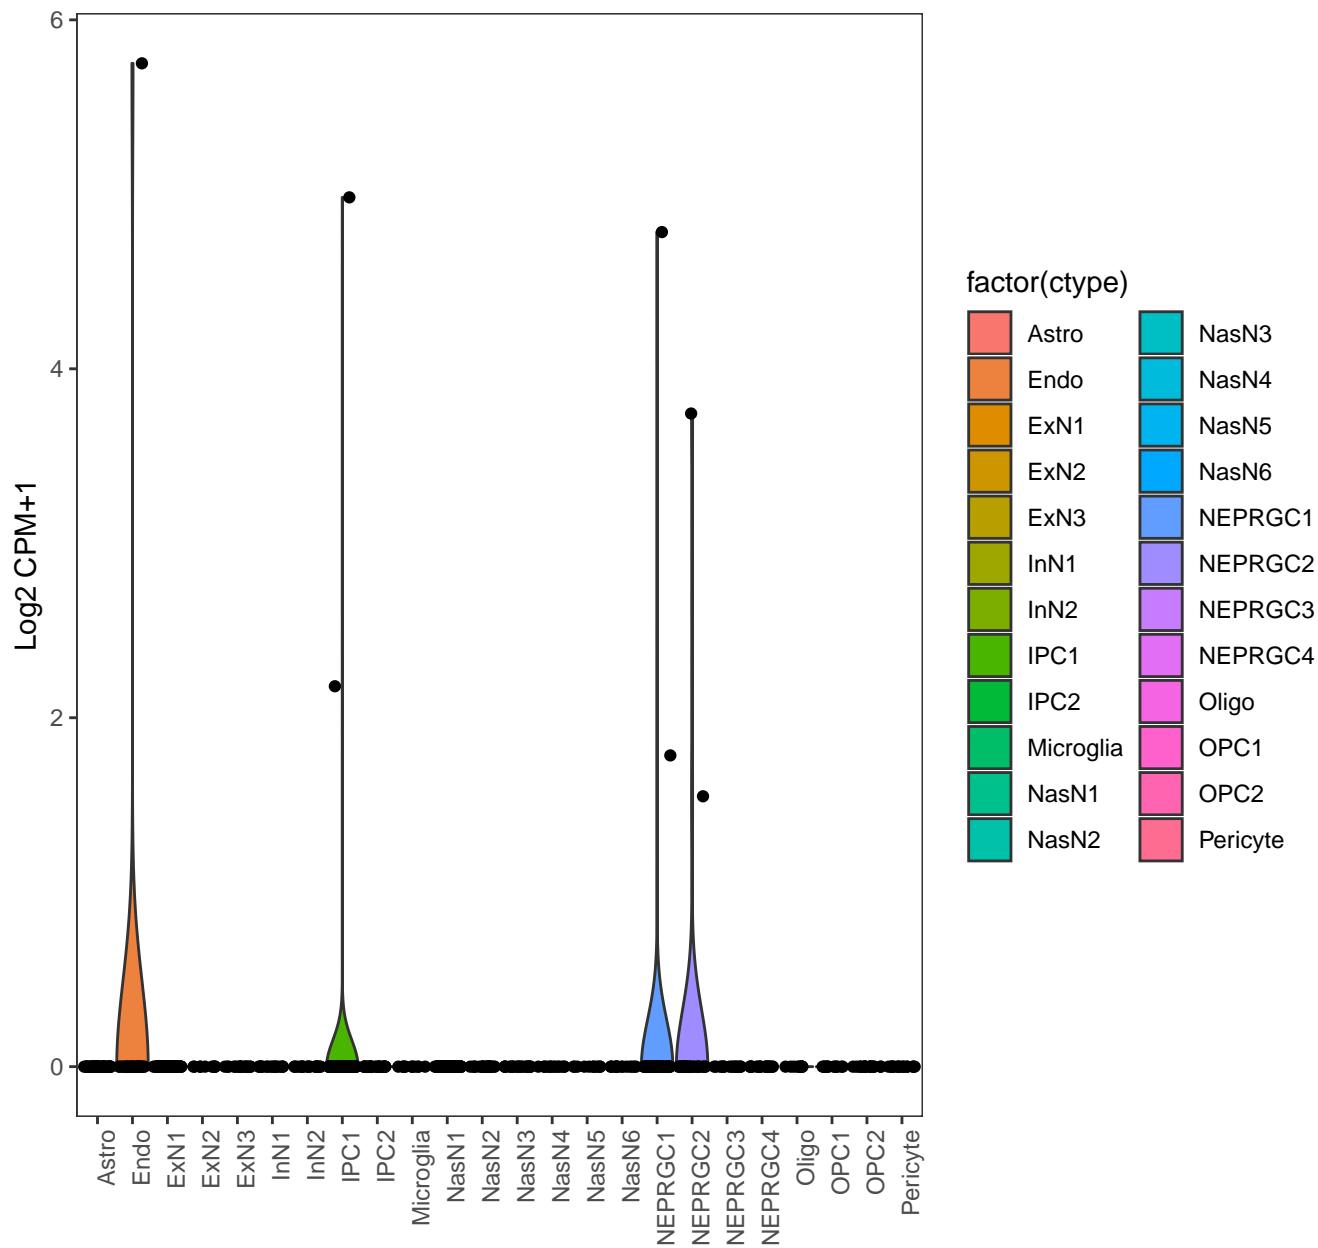 6
4
2
0
Log2 CPM+1
Astro
Endo
ExN1
ExN2
ExN3
InN1
InN2
IPC1
IPC2
Microglia
NasN1
NasN2
NasN3
NasN4
NasN5
NasN6
NEPRGC1
NEPRGC2
NEPRGC3
NEPRGC4
Oligo
OPC1
OPC2
Pericyte
factor(ctype)
Astro
Endo
ExN1
ExN2
ExN3
InN1
InN2
IPC1
IPC2
Microglia
NasN1
NasN2
NasN3
NasN4
NasN5
NasN6
NEPRGC1
NEPRGC2
NEPRGC3
NEPRGC4
Oligo
OPC1
OPC2
Pericyte